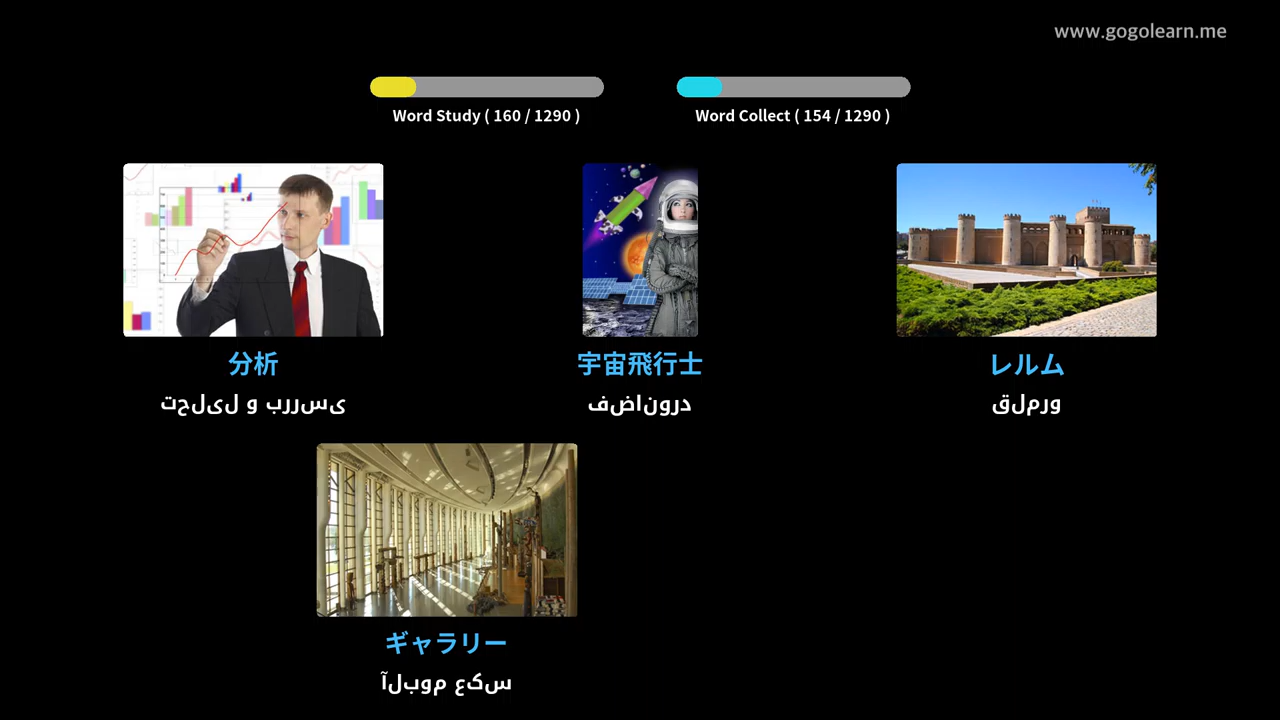 www.gogolearn.me
Word Study ( 160 / 1290 )
Word Collect ( 154 / 1290 )
分析
تحلیل و بررسی
宇宙飛行士
فضانورد
レルム
قلمرو
ギャラリー
آلبوم عکس